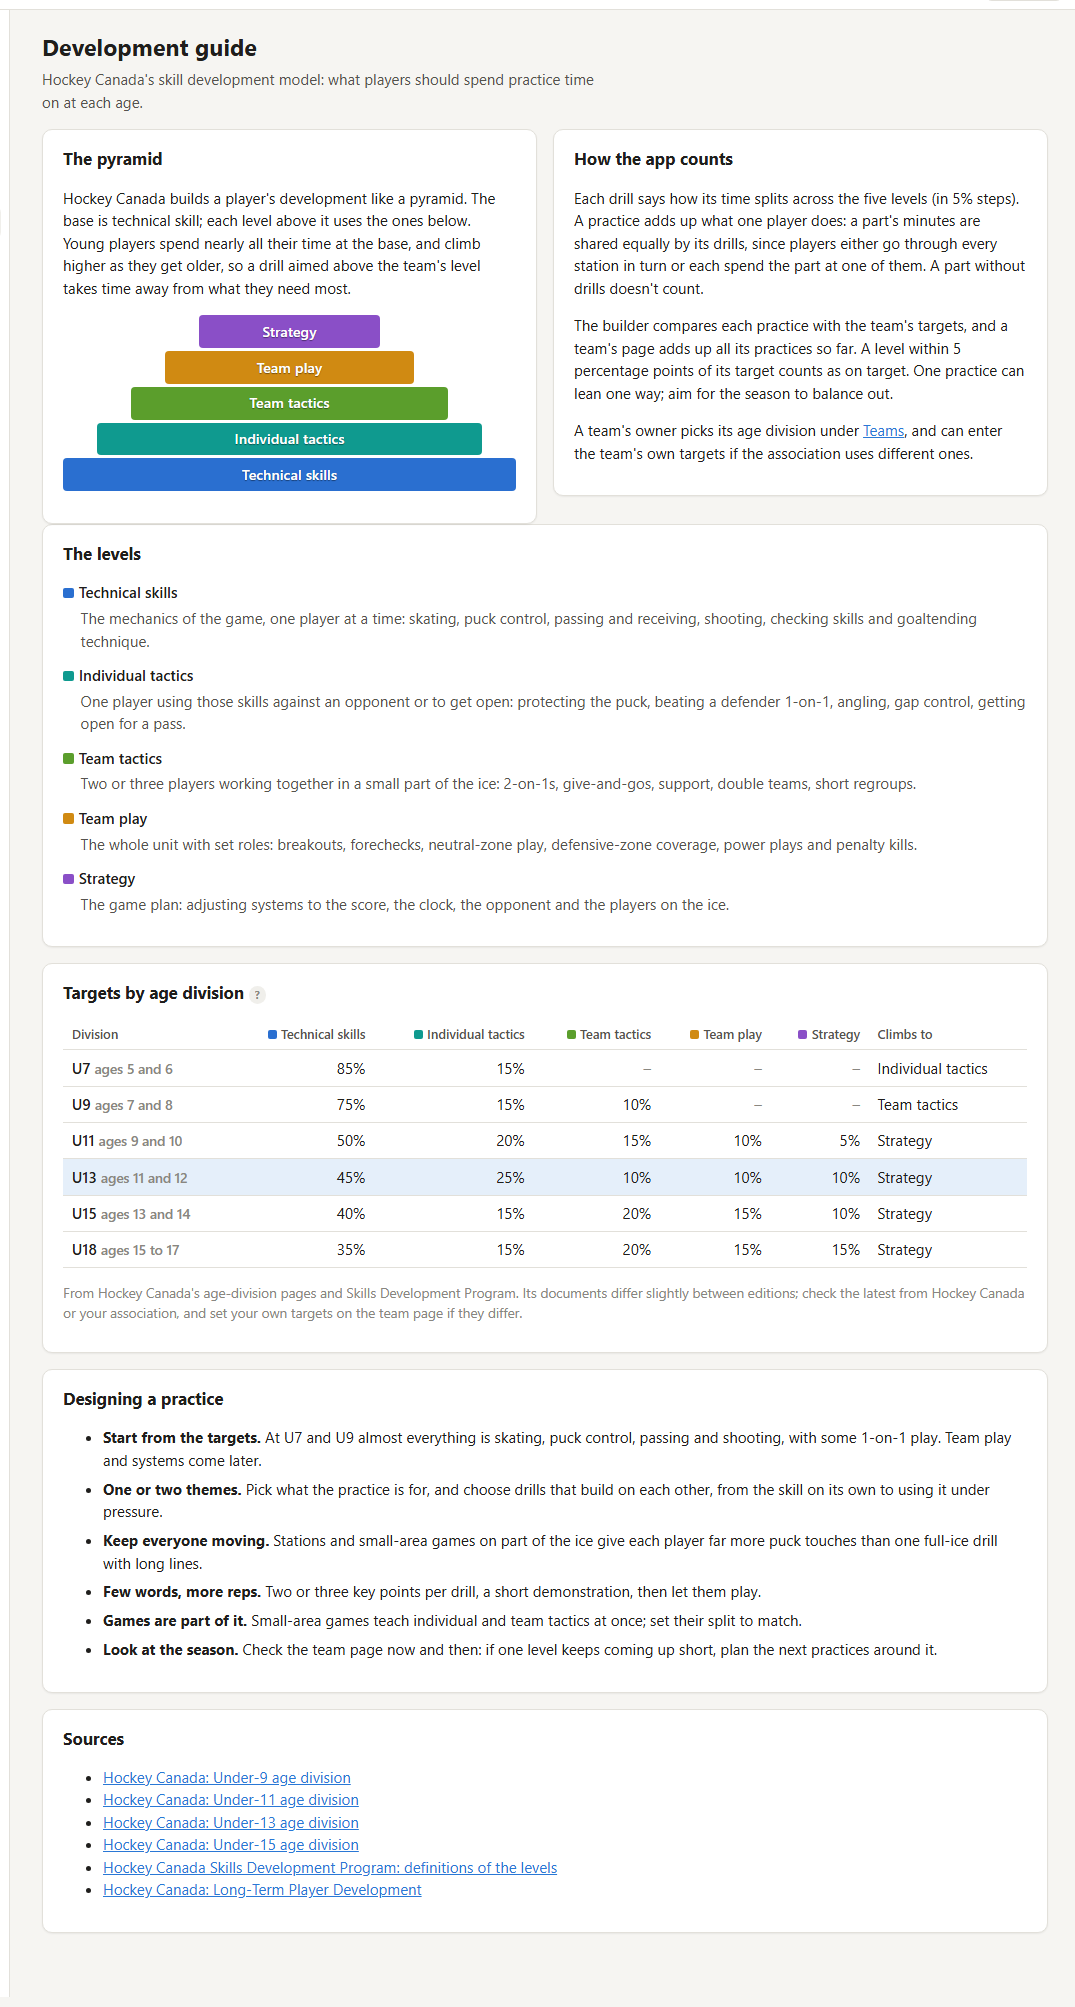 Development guide
Hockey Canada's skill development model: what players should spend practice time
on at each age.
The pyramid
Hockey Canada builds a player's development like a pyramid. The
base is technical skill; each level above it uses the ones below.
Young players spend nearly all their time at the base, and climb
higher as they get older, so a drill aimed above the team's level
takes time away from what they need most.
Strategy
Team play
Team tactics
Individual tactics
Technical skills
How the app counts
Each drill says how its time splits across the five levels (in 5% steps).
A practice adds up what one player does: a part's minutes are
shared equally by its drills, since players either go through every
station in turn or each spend the part at one of them. A part without
drills doesn't count.
The builder compares each practice with the team's targets, and a
team's page adds up all its practices so far. A level within 5
percentage points of its target counts as on target. One practice can
lean one way; aim for the season to balance out.
A team's owner picks its age division under Teams, and can enter
the team's own targets if the association uses different ones.
The levels
Technical skills
The mechanics of the game, one player at a time: skating, puck control, passing and receiving, shooting, checking skills and goaltending
technique.
Individual tactics
One player using those skills against an opponent or to get open: protecting the puck, beating a defender 1-on-1, angling, gap control, getting
open for a pass.
Team tactics
Two or three players working together in a small part of the ice: 2-on-1s, give-and-gos, support, double teams, short regroups.
Team play
The whole unit with set roles: breakouts, forechecks, neutral-zone play, defensive-zone coverage, power plays and penalty kills.
Strategy
The game plan: adjusting systems to the score, the clock, the opponent and the players on the ice.
Targets by age division ?
Division Technical skills Individual tactics Team tactics Team play Strategy Climbs to
U7 ages 5 and 6 85% 15% – – – Individual tactics
U9 ages 7 and 8 75% 15% 10% – – Team tactics
U11 ages 9 and 10 50% 20% 15% 10% 5% Strategy
U13 ages 11 and 12 45% 25% 10% 10% 10% Strategy
U15 ages 13 and 14 40% 15% 20% 15% 10% Strategy
U18 ages 15 to 17 35% 15% 20% 15% 15% Strategy
From Hockey Canada's age-division pages and Skills Development Program. Its documents differ slightly between editions; check the latest from Hockey Canada
or your association, and set your own targets on the team page if they differ.
Designing a practice
• Start from the targets. At U7 and U9 almost everything is skating, puck control, passing and shooting, with some 1-on-1 play. Team play
and systems come later.
• One or two themes. Pick what the practice is for, and choose drills that build on each other, from the skill on its own to using it under
pressure.
• Keep everyone moving. Stations and small-area games on part of the ice give each player far more puck touches than one full-ice drill
with long lines.
• Few words, more reps. Two or three key points per drill, a short demonstration, then let them play.
• Games are part of it. Small-area games teach individual and team tactics at once; set their split to match.
• Look at the season. Check the team page now and then: if one level keeps coming up short, plan the next practices around it.
Sources
• Hockey Canada: Under-9 age division
• Hockey Canada: Under-11 age division
• Hockey Canada: Under-13 age division
• Hockey Canada: Under-15 age division
• Hockey Canada Skills Development Program: definitions of the levels
• Hockey Canada: Long-Term Player Development